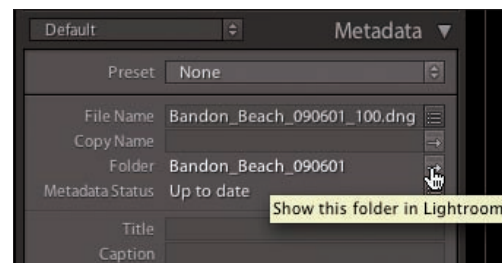 Default Metadata
Preset None
File Name Bandon_Beach_090601_100.dng
Copy Name
Folder Bandon_Beach_090601
Metadata Status Up to date
Show this folder in Lightroom
Title
Caption